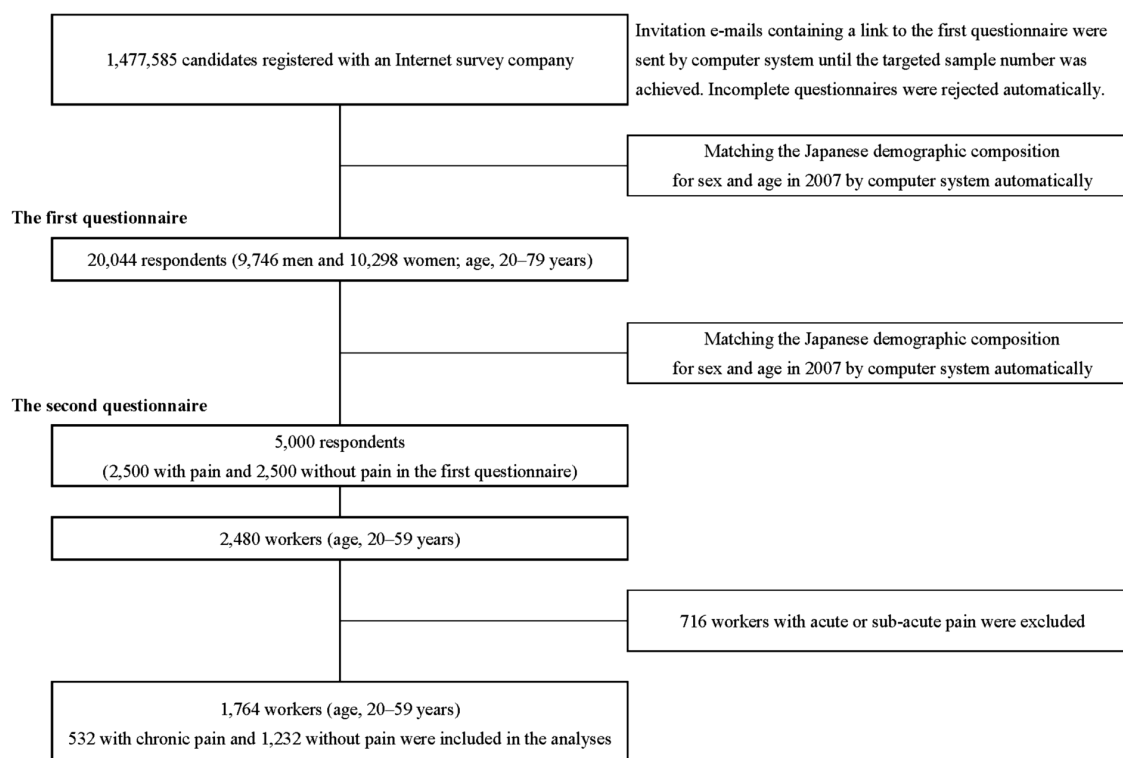 1,477,585 candidates registered with an Internet survey company
Invitation e-mails containing a link to the first questionnaire were
sent by computer system until the targeted sample number was
achieved. Incomplete questionnaires were rejected automatically.
Matching the Japanese demographic composition
for sex and age in 2007 by computer system automatically
The first questionnaire
20,044 respondents (9,746 men and 10,298 women; age, 20–79 years)
Matching the Japanese demographic composition
for sex and age in 2007 by computer system automatically
The second questionnaire
5,000 respondents
(2,500 with pain and 2,500 without pain in the first questionnaire)
2,480 workers (age, 20–59 years)
716 workers with acute or sub-acute pain were excluded
1,764 workers (age, 20–59 years)
532 with chronic pain and 1,232 without pain were included in the analyses